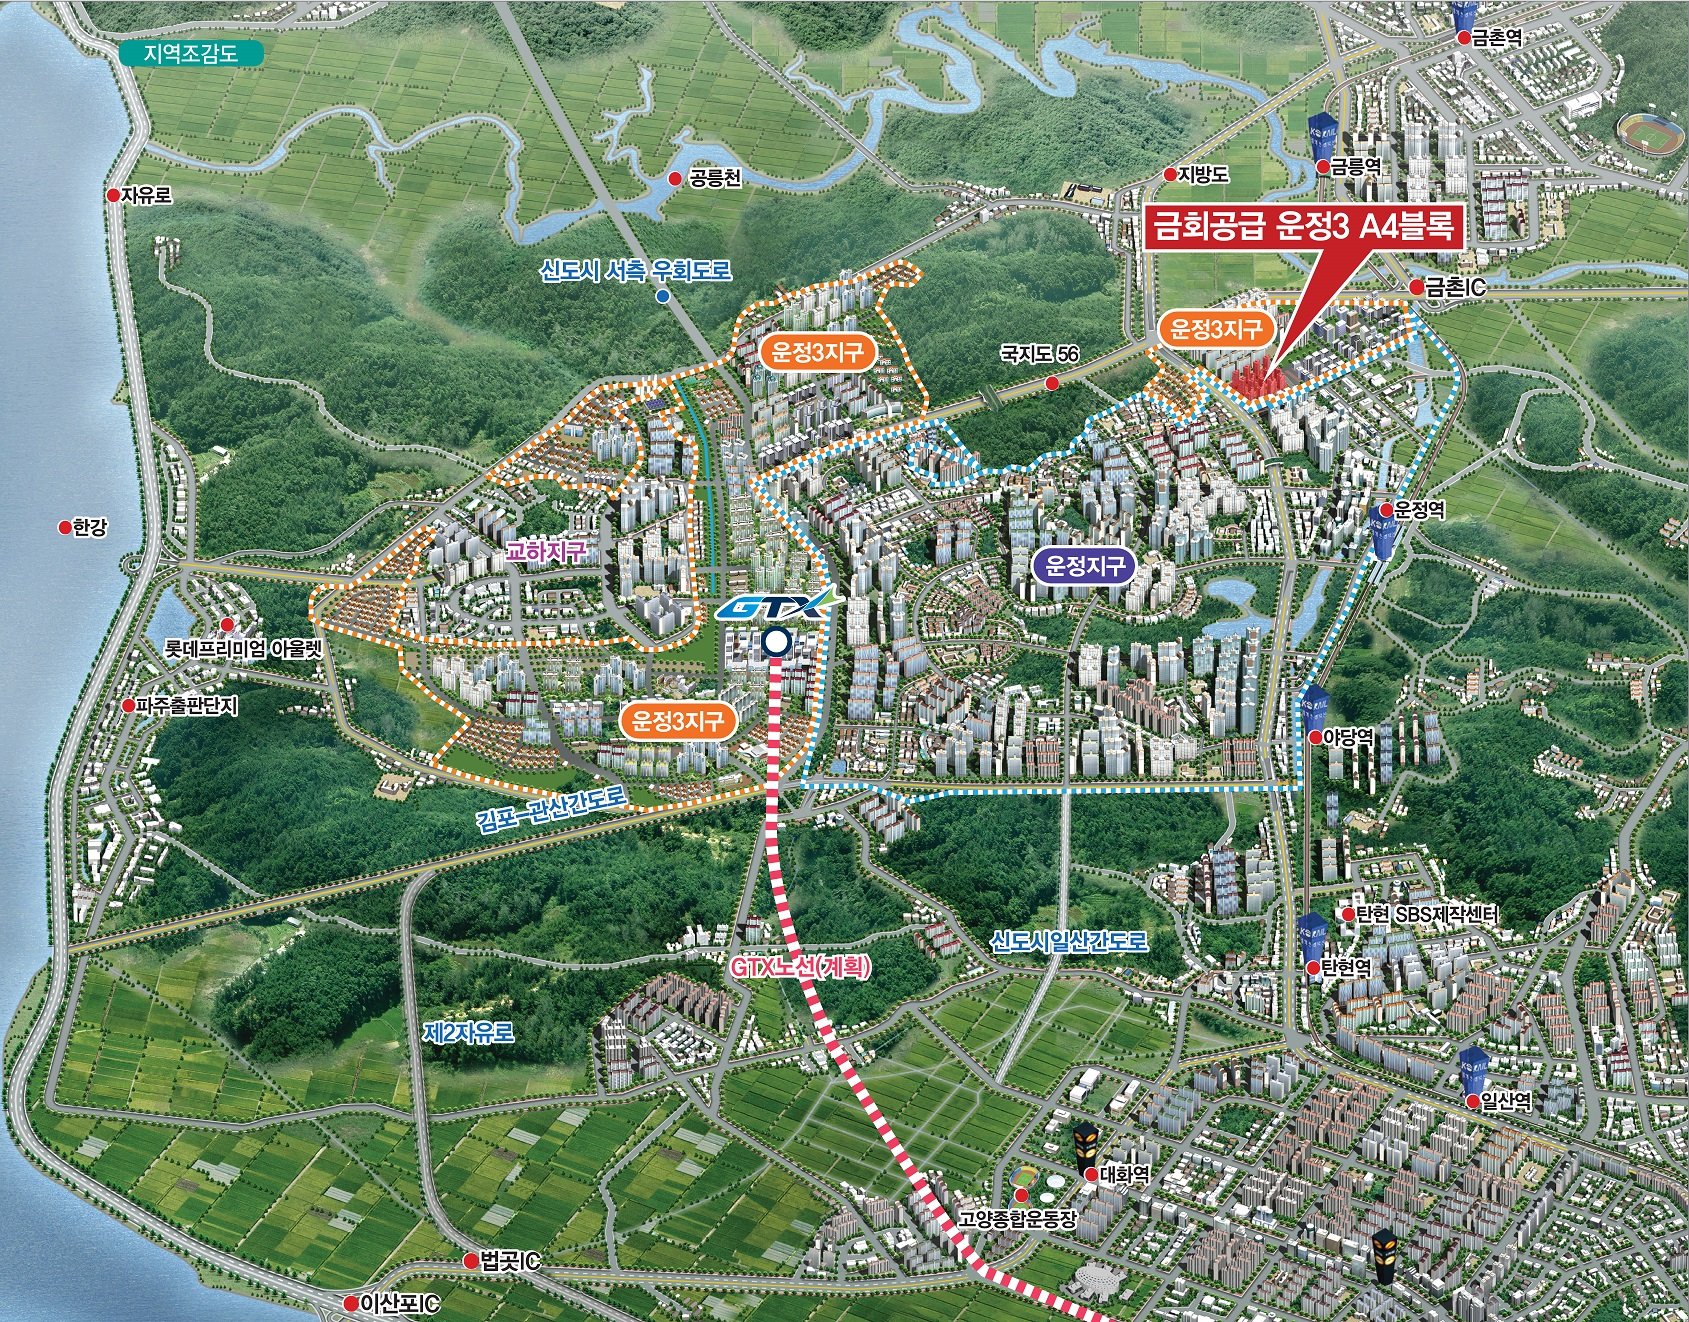 지역조감도
금촌역
금릉역
지방도
공릉천
자유로
금회공급 운정3 A4블록
신도시 서측 우회도로
금촌IC
운정3지구
운정3지구
국지도 56
운정역
한강
교하지구
운정지구
GTX
롯데프리미엄 아울렛
파주출판단지
운정3지구
야당역
김포-관산간도로
탄현 SBS제작센터
신도시일산간도로
GTX노선(계획)
탄현역
제2자유로
일산역
대화역
고양종합운동장
법곳IC
이산포IC